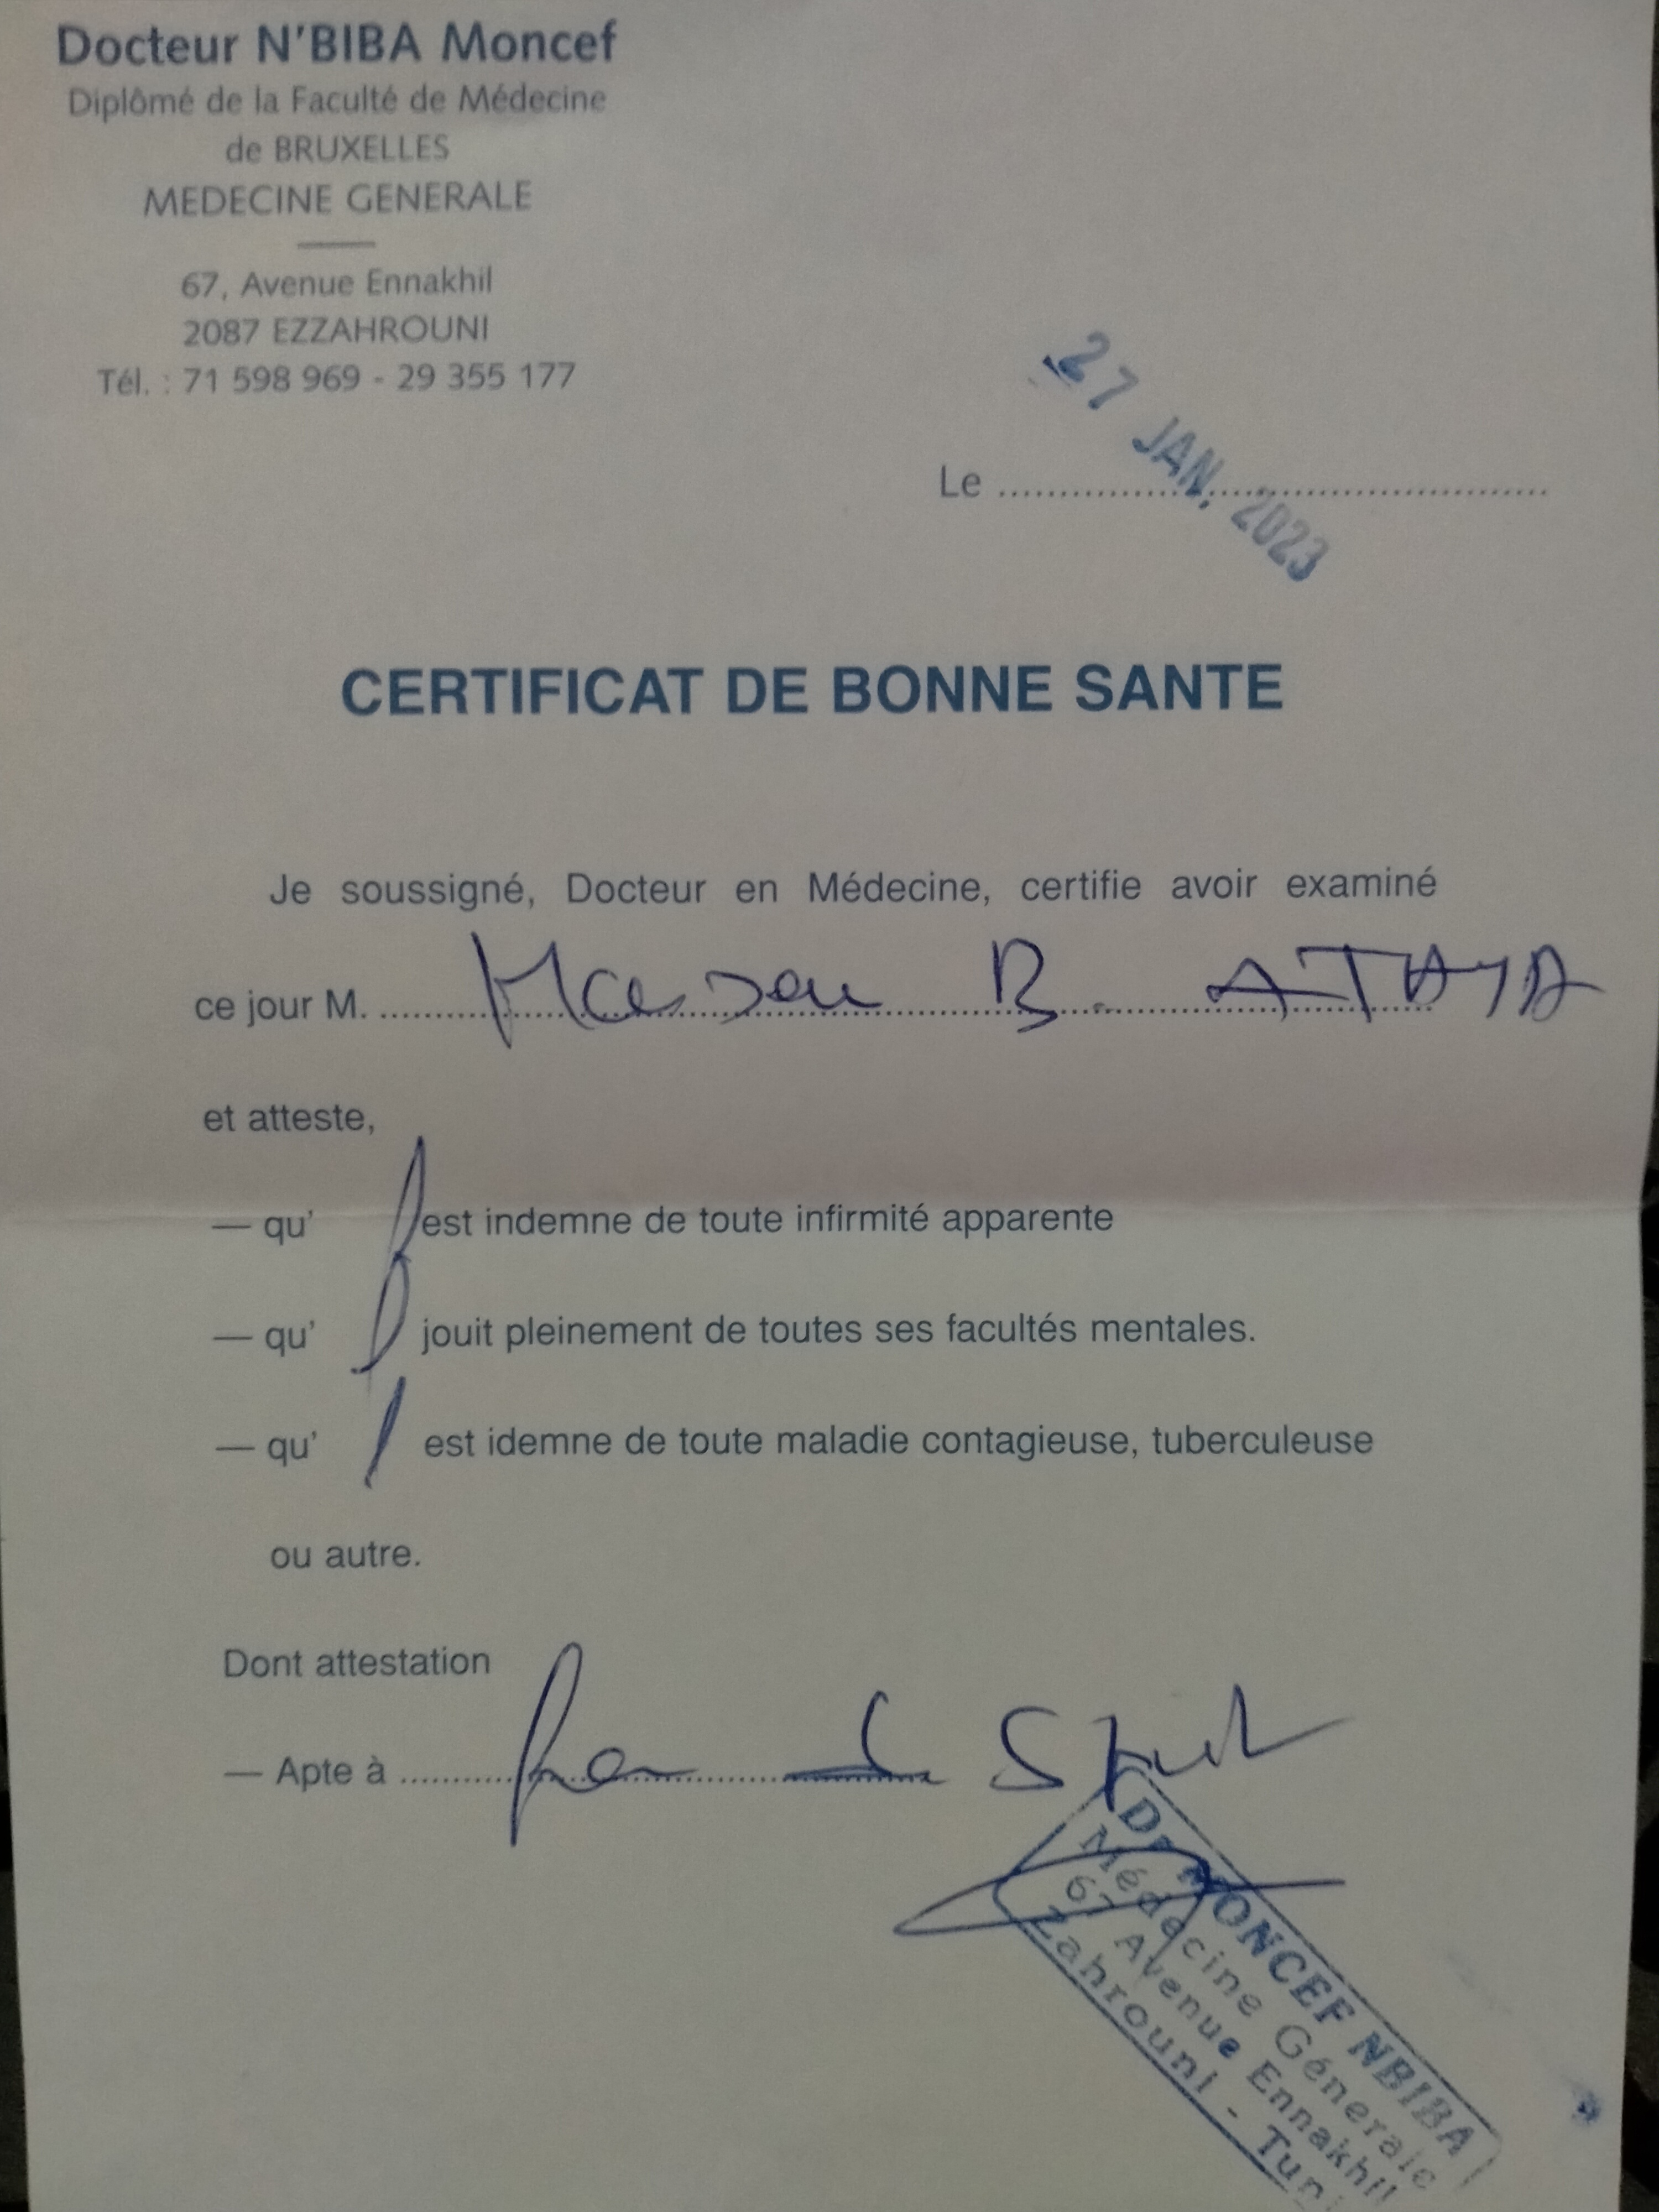 Docteur N'BIBA Moncef
Diplômé de la Faculté de Médecine
de BRUXELLES
MEDECINE GENERALE
67, Avenue Ennakhil
2087 EZZAHROUNI
Tél. : 71 598 969 - 29 355 177
27 JAN. 2023
Le
CERTIFICAT DE BONNE SANTE
Je soussigné, Docteur en Médecine, certifie avoir examiné
ce jour M. B. ATAYA
et atteste,
— qu' est indemne de toute infirmité apparente
— qu' jouit pleinement de toutes ses facultés mentales.
— qu' est idemne de toute maladie contagieuse, tuberculeuse
ou autre.
Dont attestation
— Apte à
Dr MONCEF NBIBA
Médecine Génerale
67 Avenue Ennakhil
Zahrouni - Tuni